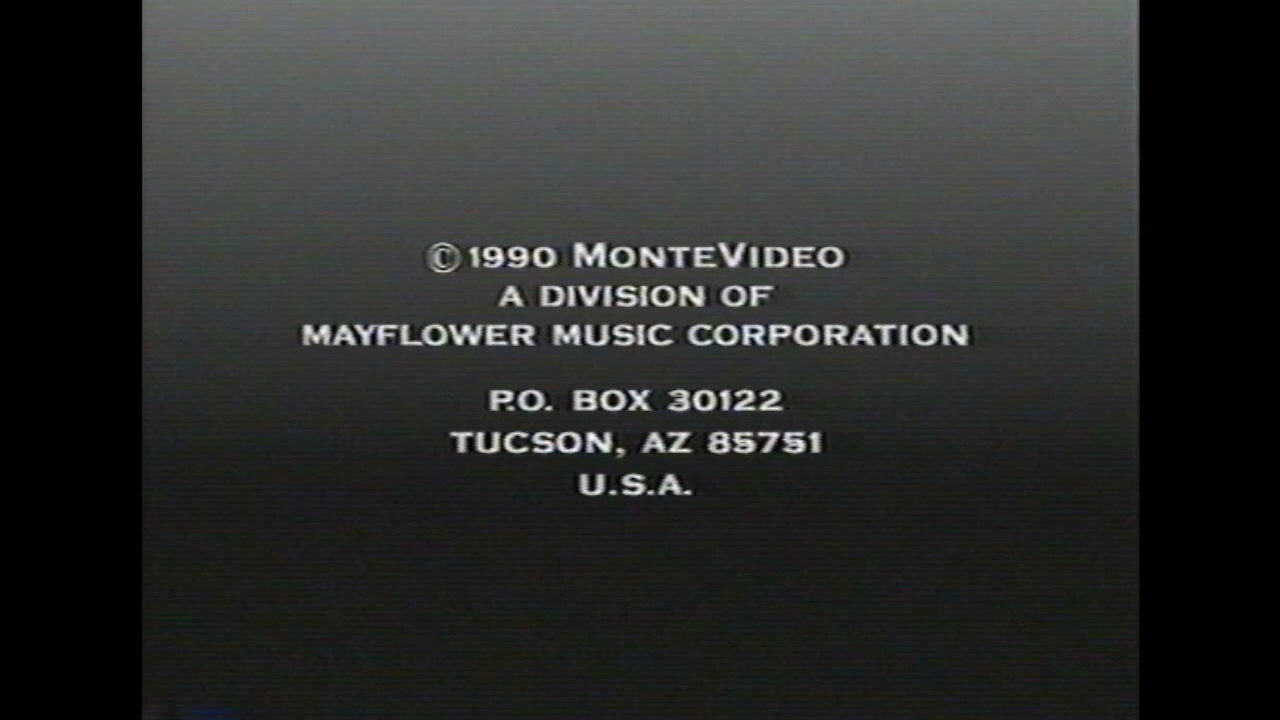 ©1990 MONTEVIDEO
A DIVISION OF
MAYFLOWER MUSIC CORPORATION
P.O. BOX 30122
TUCSON, AZ 85751
U.S.A.